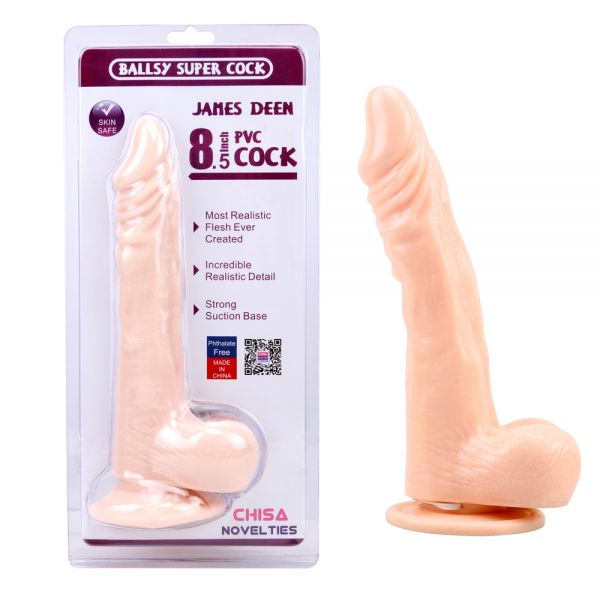 BALLSY SUPER COCK
SKIN
SAFE
JAMES DEEN
8.5 inch PVC COCK
Most Realistic
Flesh Ever
Created
Incredible
Realistic Detail
Strong
Suction Base
Phthalate
Free
MADE
IN
CHINA
CHISA
NOVELTIES